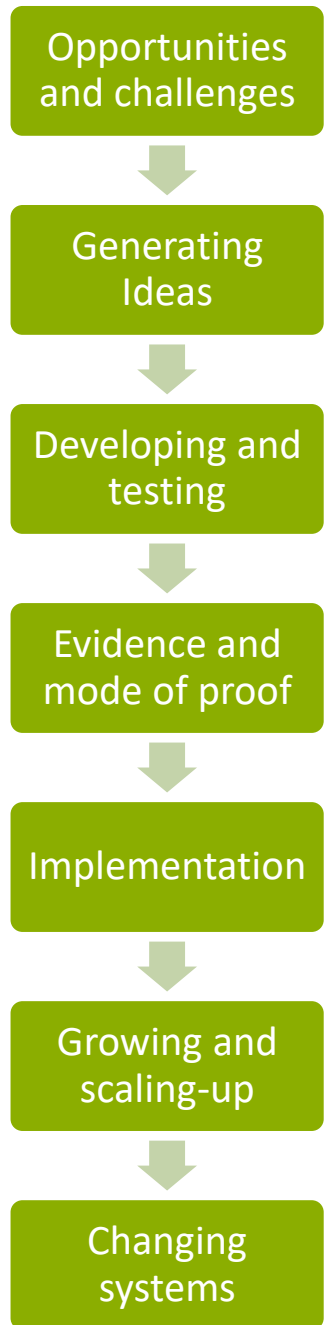 Opportunities
and challenges
Generating
Ideas
Developing and
testing
Evidence and
mode of proof
Implementation
Growing and
scaling-up
Changing
systems